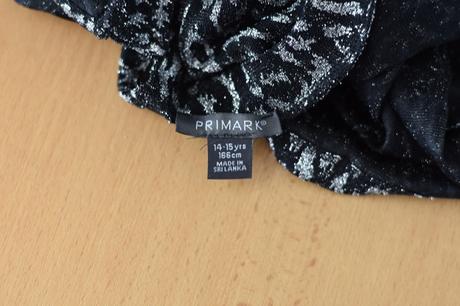 PRIMARK®
14-15 yrs
166cm
MADE IN
SRI LANKA